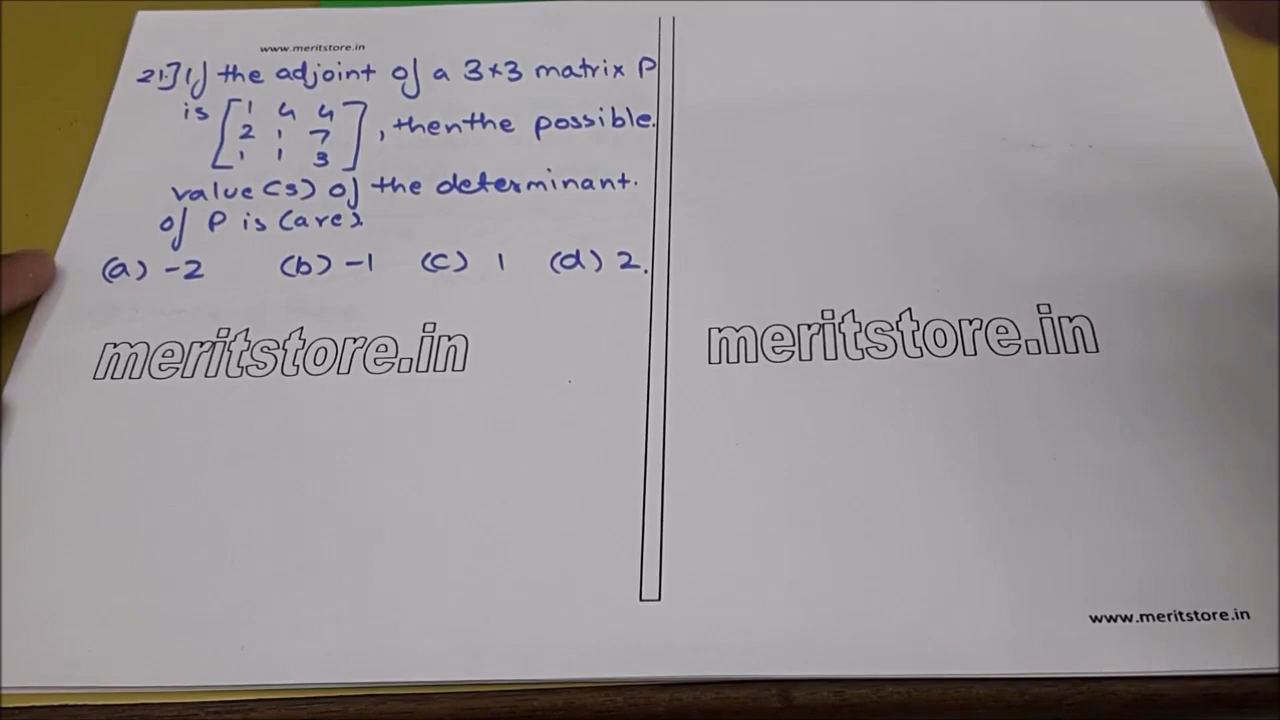 www.meritstore.in
21.] If the adjoint of a 3×3 matrix P
is [ 1 4 4
2 1 7
1 1 3 ] , then the possible.
value(s) of the determinant.
of P is (are).
(a) -2 (b) -1 (c) 1 (d) 2.
meritstore.in
meritstore.in
www.meritstore.in